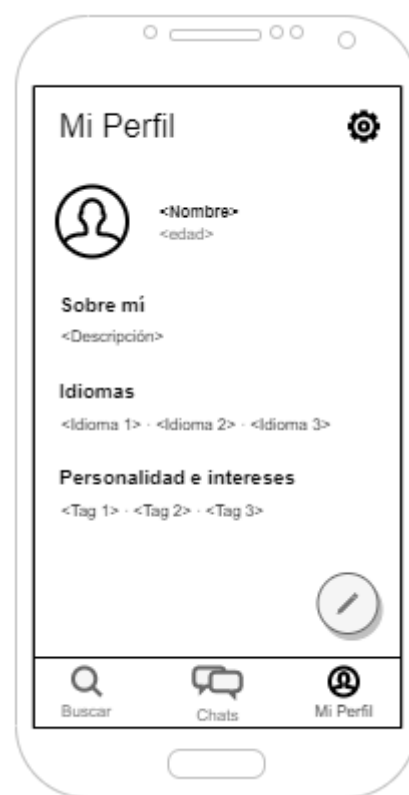 Mi Perfil
<Nombre>
<edad>
Sobre mí
<Descripción>
Idiomas
<Idioma 1> · <Idioma 2> · <Idioma 3>
Personalidad e intereses
<Tag 1> · <Tag 2> · <Tag 3>
Buscar
Chats
Mi Perfil